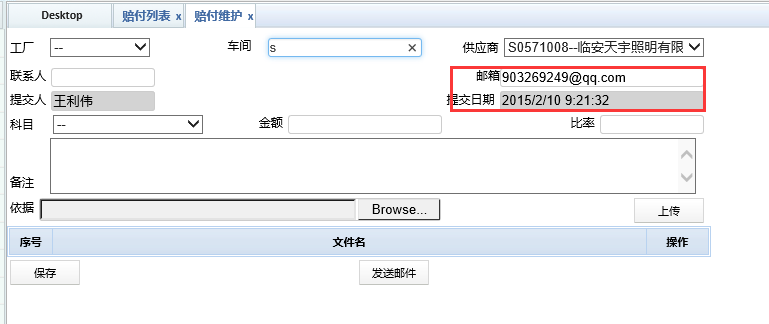 Desktop 赔付列表 x 赔付维护 x
工厂 -- 车间 s 供应商 S0571008--临安天宇照明有限
联系人 邮箱 903269249@qq.com
提交人 王利伟 提交日期 2015/2/10 9:21:32
科目 -- 金额 比率
备注
依据 Browse... 上传
序号 文件名 操作
保存 发送邮件